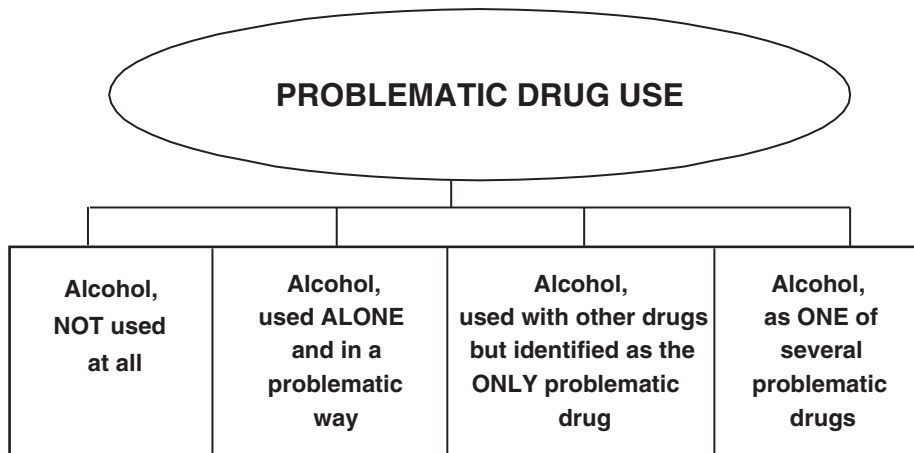 PROBLEMATIC DRUG USE
Alcohol,
NOT used
at all
Alcohol,
used ALONE
and in a
problematic
way
Alcohol,
used with other drugs
but identified as the
ONLY problematic
drug
Alcohol,
as ONE of
several
problematic
drugs